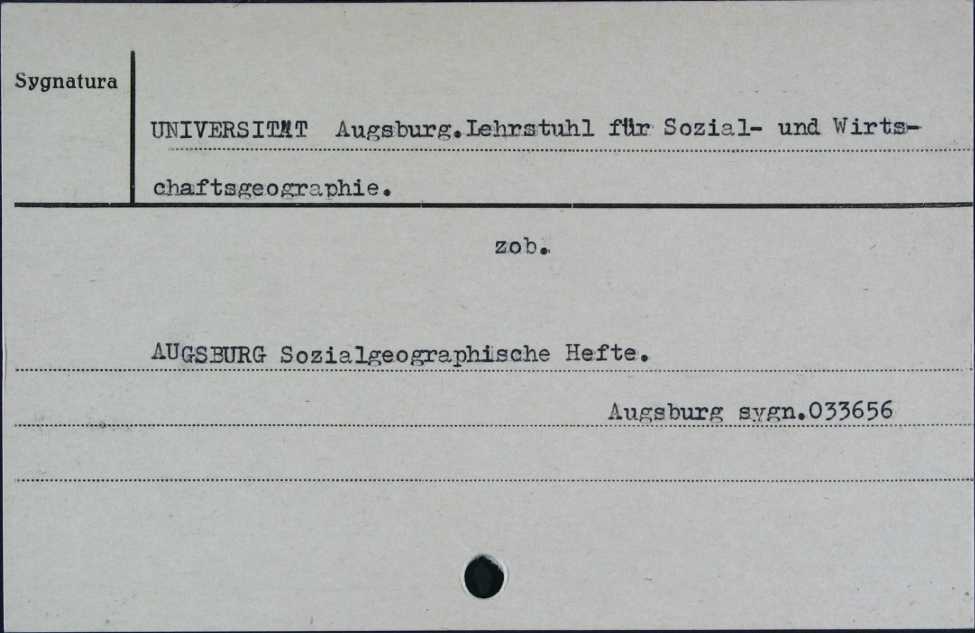 Sygnatura
UNIVERSITÄT Augsburg.Lehrstuhl für Sozial- und Wirts-
chaftsgeographie.
zob.
AUGSBURG Sozialgeographische Hefte.
Augsburg sygn.033656